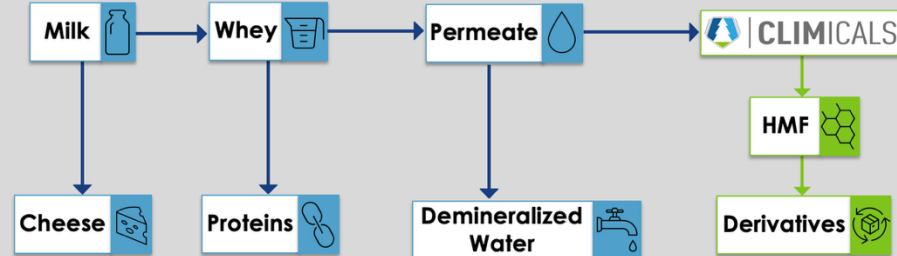 Milk
Whey
Permeate
CLIMICALS
HMF
Cheese
Proteins
Demineralized
Water
Derivatives